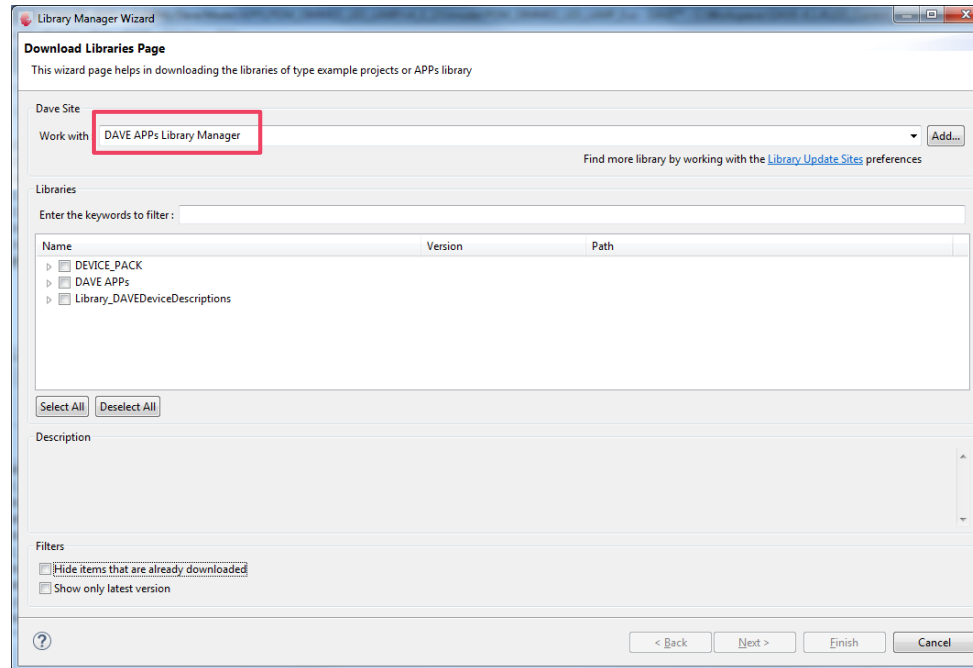 Library Manager Wizard
Download Libraries Page
This wizard page helps in downloading the libraries of type example projects or APPs library
Dave Site
Work with DAVE APPs Library Manager Add...
Find more library by working with the Library Update Sites preferences
Libraries
Enter the keywords to filter :
Name Version Path
DEVICE_PACK
DAVE APPs
Library_DAVEDeviceDescriptions
Select All Deselect All
Description
Filters
Hide items that are already downloaded
Show only latest version
< Back Next > Finish Cancel